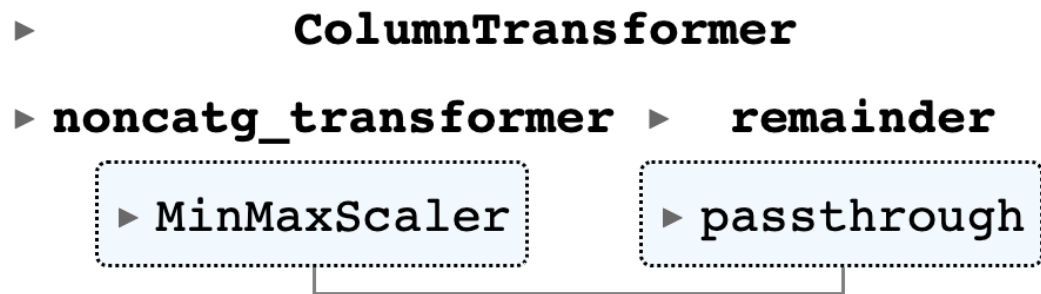 ColumnTransformer
noncatg_transformer remainder
MinMaxScaler passthrough